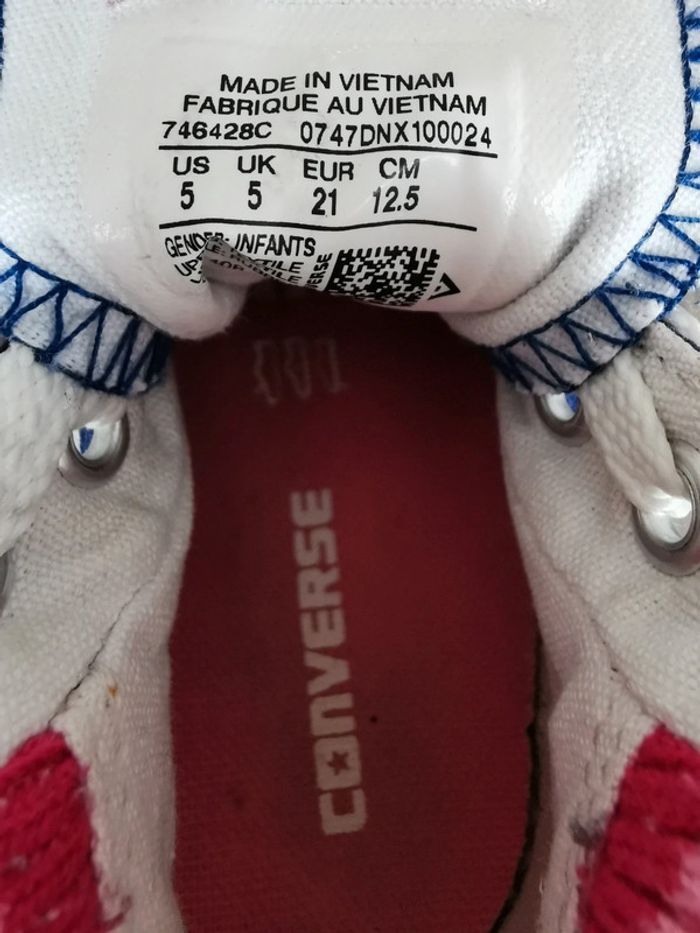 MADE IN VIETNAM
FABRIQUE AU VIETNAM
746428C 0747DNX100024
US UK EUR CM
5 5 21 12.5
GENDER: INFANTS
CONVERSE